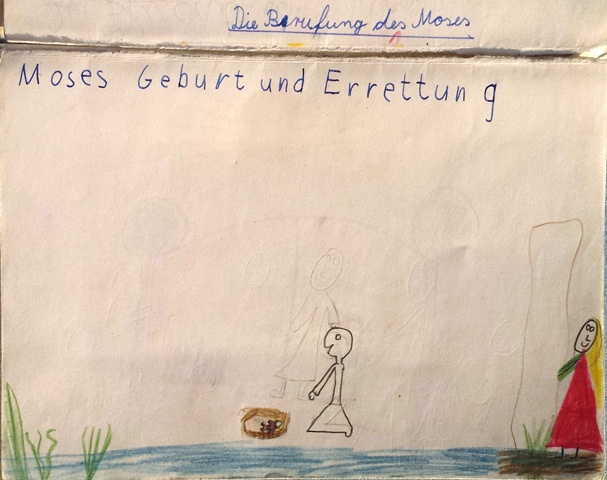 Die Berufung des Moses
Moses Geburt und Errettung